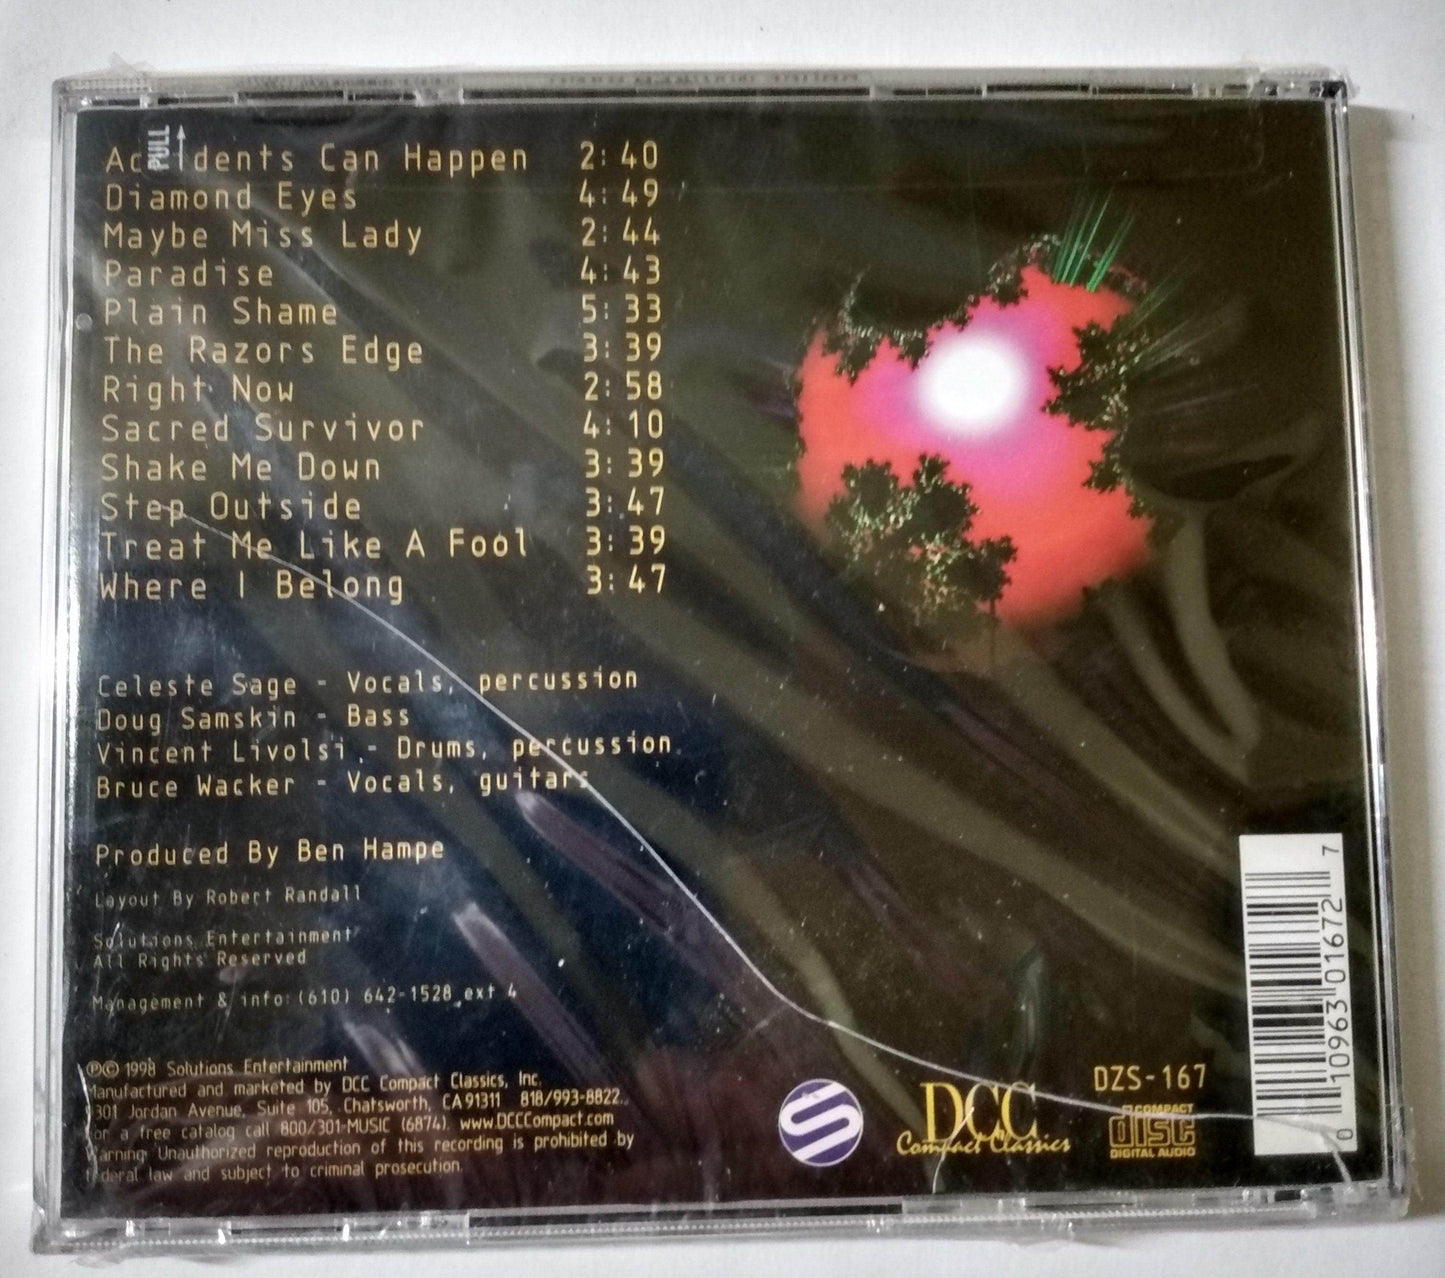 PULL
Accidents Can Happen 2:40
Diamond Eyes 4:49
Maybe Miss Lady 2:44
Paradise 4:43
Plain Shame 5:33
The Razors Edge 3:39
Right Now 2:58
Sacred Survivor 4:10
Shake Me Down 3:39
Step Outside 3:47
Treat Me Like A Fool 3:39
Where I Belong 3:47
Celeste Sage - Vocals, percussion
Doug Samskin - Bass
Vincent Livolsi - Drums, percussion
Bruce Wacker - Vocals, guitars
Produced By Ben Hampe
Layout By Robert Randall
Solutions Entertainment
All Rights Reserved
Management & info: (610) 642-1528 ext 4
℗© 1998 Solutions Entertainment
Manufactured and marketed by DCC Compact Classics, Inc.
9301 Jordan Avenue, Suite 105, Chatsworth, CA 91311 818/993-8822.
For a free catalog call 800/301-MUSIC (6874). www.DCCCompact.com
Warning: Unauthorized reproduction of this recording is prohibited by
federal law and subject to criminal prosecution.
S
DCC
Compact Classics
DZS-167
COMPACT
disc
DIGITAL AUDIO
0 10963 01672 7